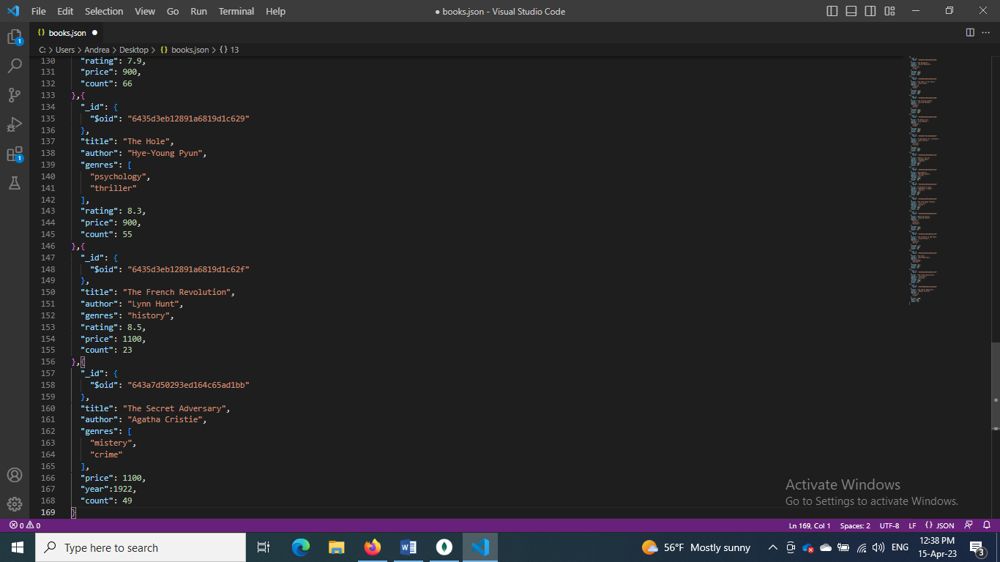 File Edit Selection View Go Run Terminal Help ● books.json - Visual Studio Code
{} books.json ●
C: > Users > Andrea > Desktop > {} books.json > {} 13
130 "rating": 7.9,
131 "price": 900,
132 "count": 66
133 },{
134 "_id": {
135 "$oid": "6435d3eb12891a6819d1c629"
136 },
137 "title": "The Hole",
138 "author": "Hye-Young Pyun",
139 "genres": [
140 "psychology",
141 "thriller"
142 ],
143 "rating": 8.3,
144 "price": 900,
145 "count": 55
146 },{
147 "_id": {
148 "$oid": "6435d3eb12891a6819d1c62f"
149 },
150 "title": "The French Revolution",
151 "author": "Lynn Hunt",
152 "genres": "history",
153 "rating": 8.5,
154 "price": 1100,
155 "count": 23
156 },{
157 "_id": {
158 "$oid": "643a7d50293ed164c65ad1bb"
159 },
160 "title": "The Secret Adversary",
161 "author": "Agatha Cristie",
162 "genres": [
163 "mistery",
164 "crime"
165 ],
166 "price": 1100,
167 "year":1922,
168 "count": 49
169 }
1
1
Activate Windows
Go to Settings to activate Windows.
0 0 Ln 169, Col 1 Spaces: 2 UTF-8 LF {} JSON
Type here to search W 56°F Mostly sunny ENG 12:38 PM
15-Apr-23 3